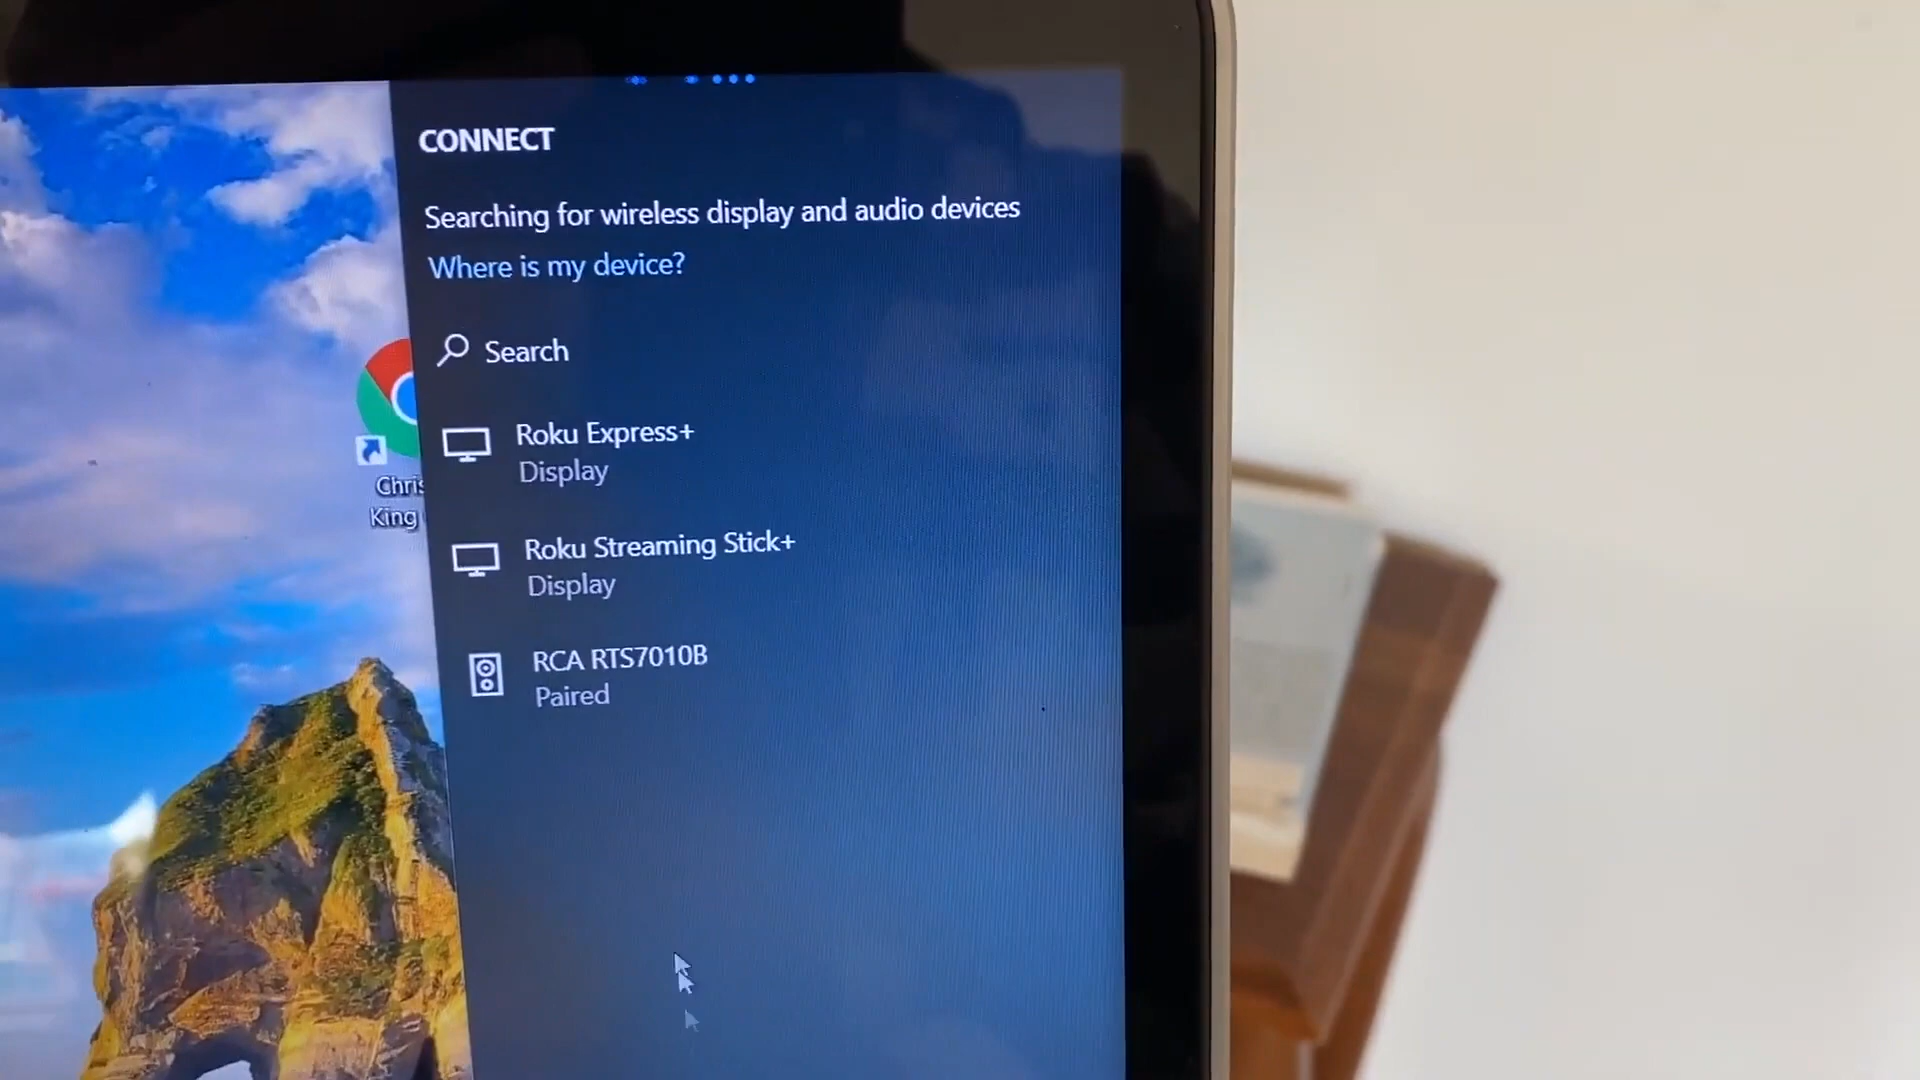 CONNECT
Searching for wireless display and audio devices
Where is my device?
Search
Roku Express+
Display
Roku Streaming Stick+
Display
RCA RTS7010B
Paired
King